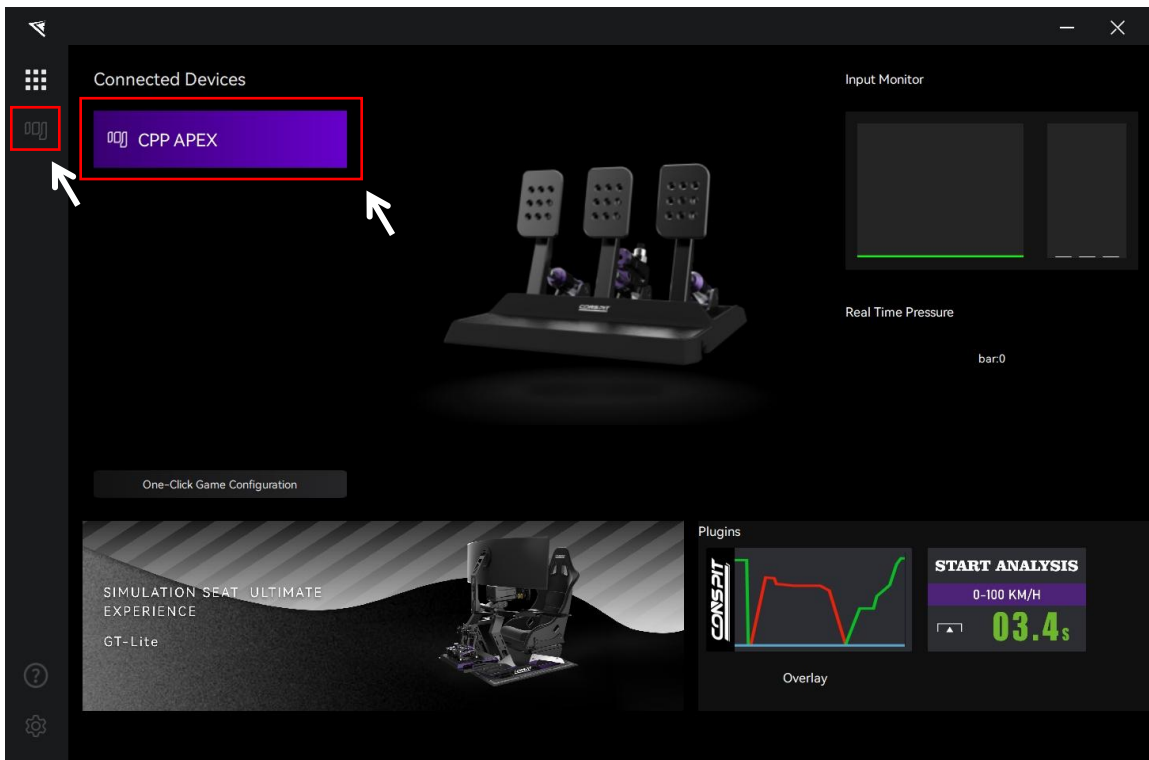 Connected Devices
CPP APEX
Input Monitor
Real Time Pressure
bar:0
CONSPIT
One-Click Game Configuration
SIMULATION SEAT ULTIMATE
EXPERIENCE
GT-Lite
Plugins
CONSPIT
START ANALYSIS
0-100 KM/H
03.4s
Overlay